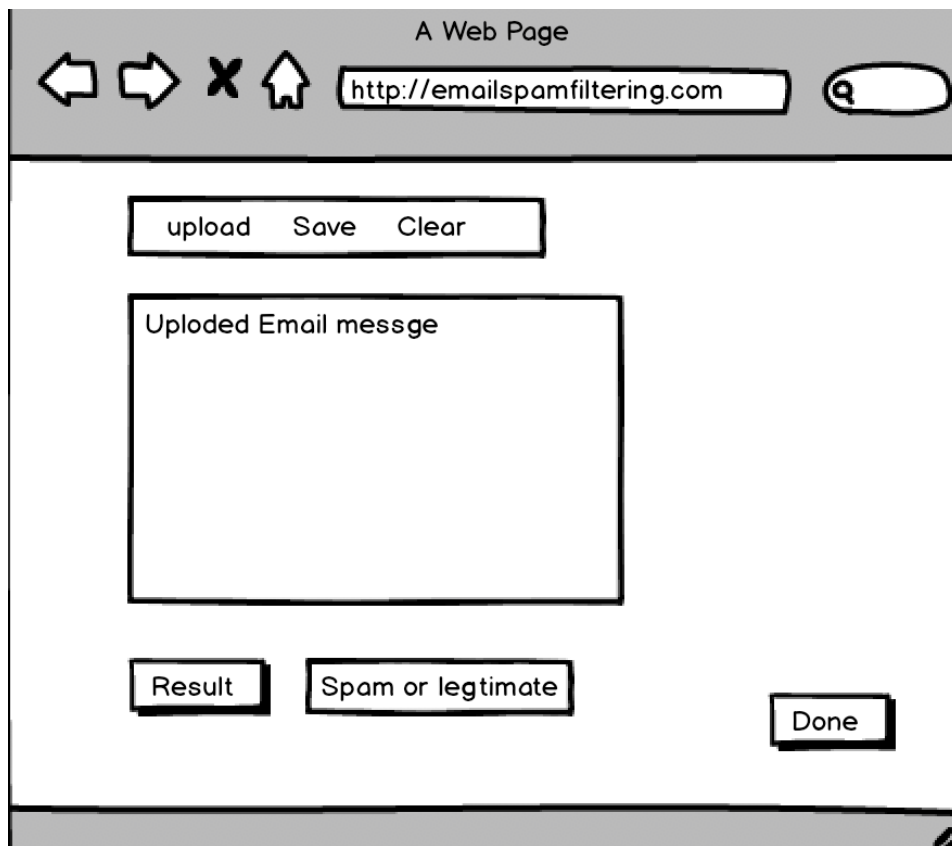 A Web Page
http://emailspamfiltering.com
upload Save Clear
Uploded Email messge
Result Spam or legtimate
Done